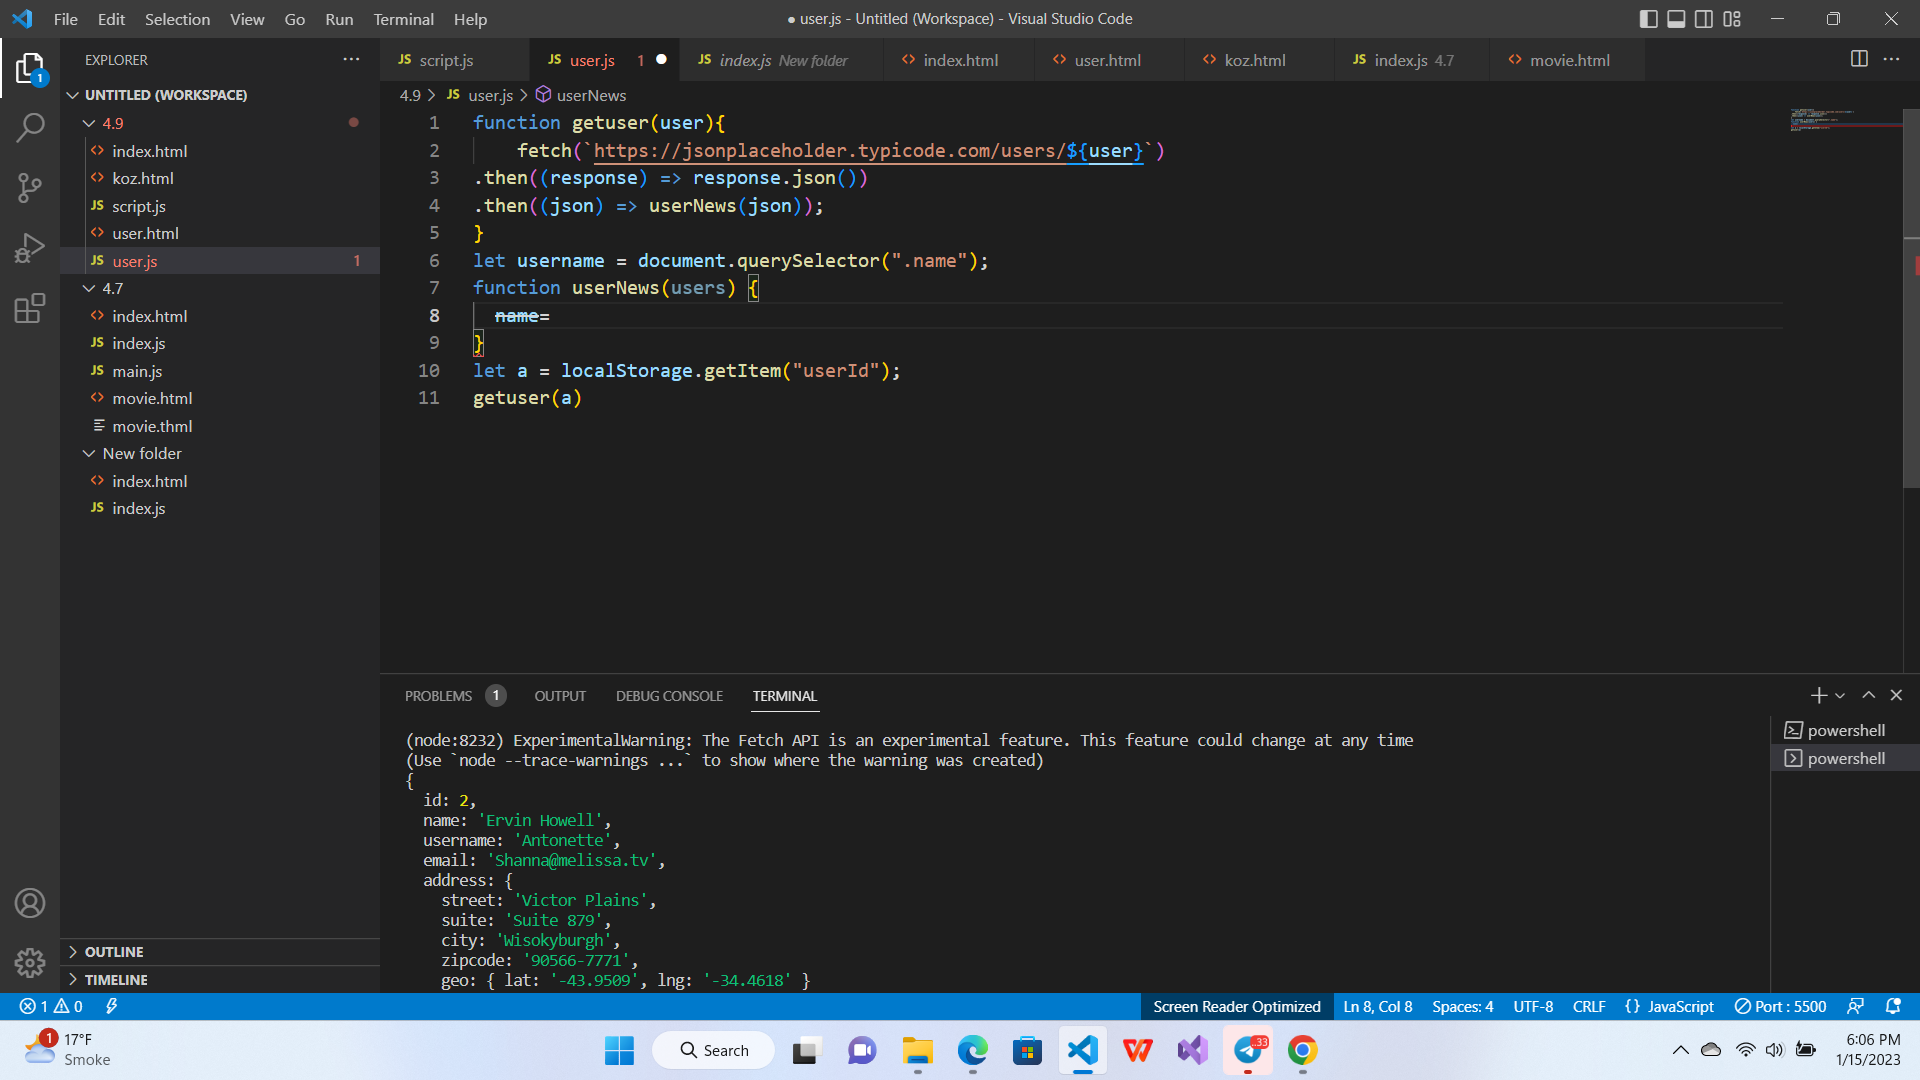 File Edit Selection View Go Run Terminal Help
● user.js - Untitled (Workspace) - Visual Studio Code
EXPLORER
UNTITLED (WORKSPACE)
4.9
index.html
koz.html
script.js
user.html
user.js 1
4.7
index.html
index.js
main.js
movie.html
movie.thml
New folder
index.html
index.js
OUTLINE
TIMELINE
JS script.js
JS user.js 1
JS index.js New folder
index.html
user.html
koz.html
JS index.js 4.7
movie.html
4.9 > JS user.js > userNews
1 function getuser(user){
2 fetch(`https://jsonplaceholder.typicode.com/users/${user}`)
3 .then((response) => response.json())
4 .then((json) => userNews(json));
5 }
6 let username = document.querySelector(".name");
7 function userNews(users) {
8 name=
9 }
10 let a = localStorage.getItem("userId");
11 getuser(a)
PROBLEMS 1 OUTPUT DEBUG CONSOLE TERMINAL
(node:8232) ExperimentalWarning: The Fetch API is an experimental feature. This feature could change at any time
(Use `node --trace-warnings ...` to show where the warning was created)
{
id: 2,
name: 'Ervin Howell',
username: 'Antonette',
email: 'Shanna@melissa.tv',
address: {
street: 'Victor Plains',
suite: 'Suite 879',
city: 'Wisokyburgh',
zipcode: '90566-7771',
geo: { lat: '-43.9509', lng: '-34.4618' }
powershell
powershell
1 0
Screen Reader Optimized Ln 8, Col 8 Spaces: 4 UTF-8 CRLF {} JavaScript Port : 5500
1 17°F
Smoke
Search
..33
6:06 PM
1/15/2023